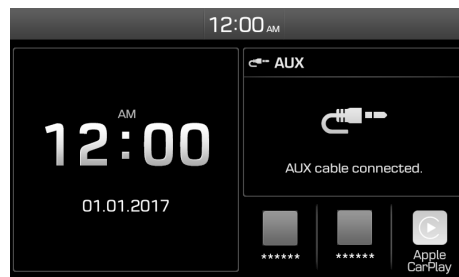 12:00 AM
AUX
AM
12:00
01.01.2017
AUX cable connected.
******
******
Apple
CarPlay